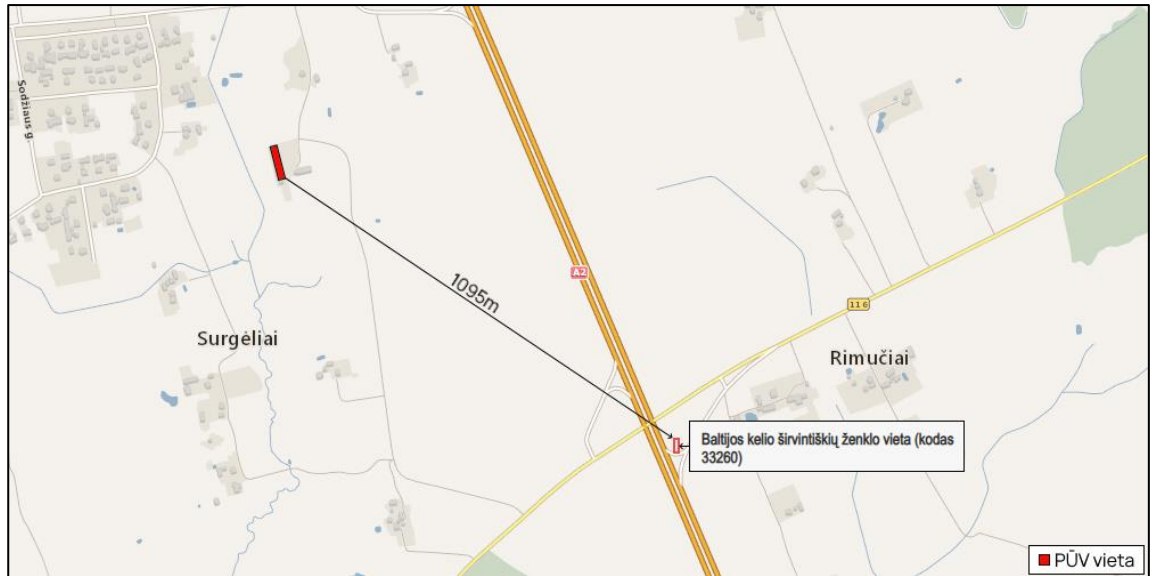 Sodžiaus g.
1095m
A2
116
Surgėliai
Rimučiai
Baltijos kelio širvintiškių ženklo vieta (kodas
33260)
PŪV vieta